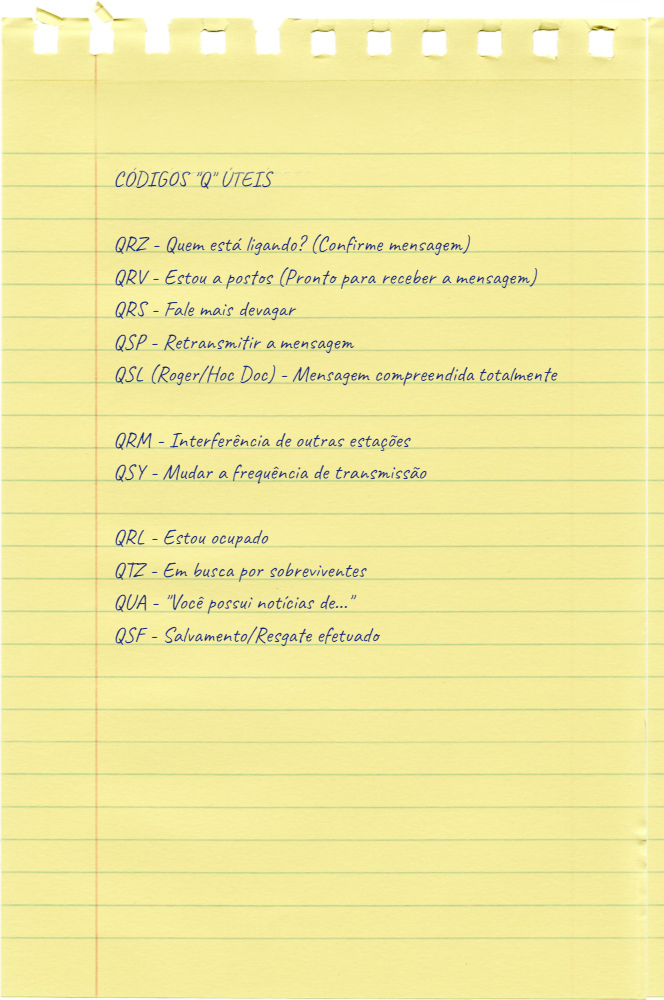 CÓDIGOS "Q" ÚTEIS
QRZ - Quem está ligando? (Confirme mensagem)
QRV - Estou a postos (Pronto para receber a mensagem)
QRS - Fale mais devagar
QSP - Retransmitir a mensagem
QSL (Roger/Hoc Doc) - Mensagem compreendida totalmente
QRM - Interferência de outras estações
QSY - Mudar a frequência de transmissão
QRL - Estou ocupado
QTZ - Em busca por sobreviventes
QUA - "Você possui notícias de..."
QSF - Salvamento/Resgate efetuado